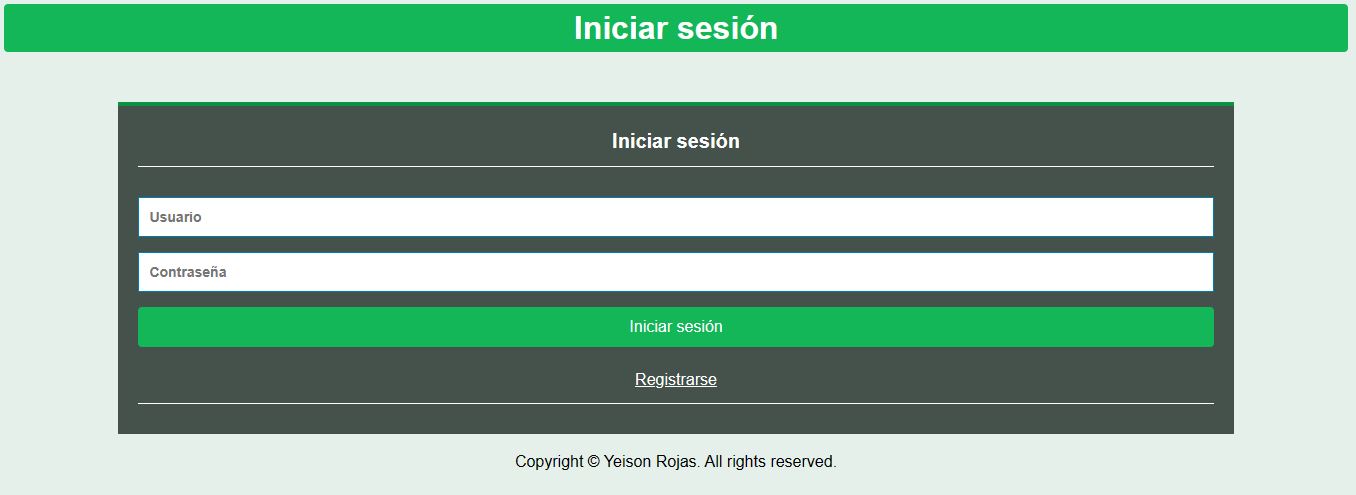 Iniciar sesión
Iniciar sesión
Usuario
Contraseña
Iniciar sesión
Registrarse
Copyright © Yeison Rojas. All rights reserved.